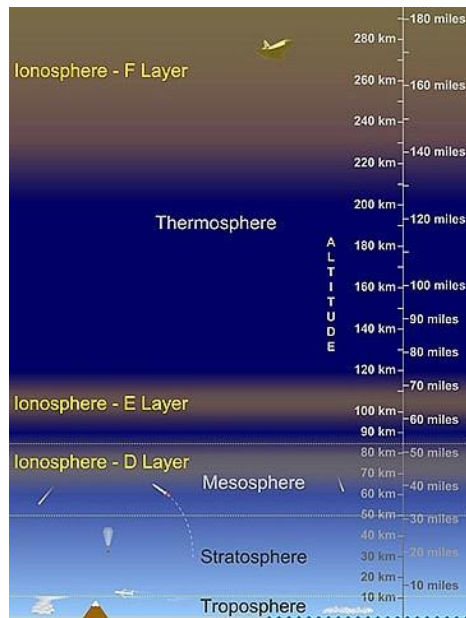 180 miles
280 km
Ionosphere - F Layer
260 km
160 miles
240 km
140 miles
220 km
200 km
Thermosphere
120 miles
ALTITUDE
180 km
160 km
100 miles
90 miles
140 km
80 miles
120 km
70 miles
Ionosphere - E Layer
100 km
60 miles
90 km
80 km
50 miles
Ionosphere - D Layer
70 km
Mesosphere
60 km
40 miles
50 km
30 miles
40 km
Stratosphere
30 km
20 miles
20 km
10 miles
10 km
Troposphere